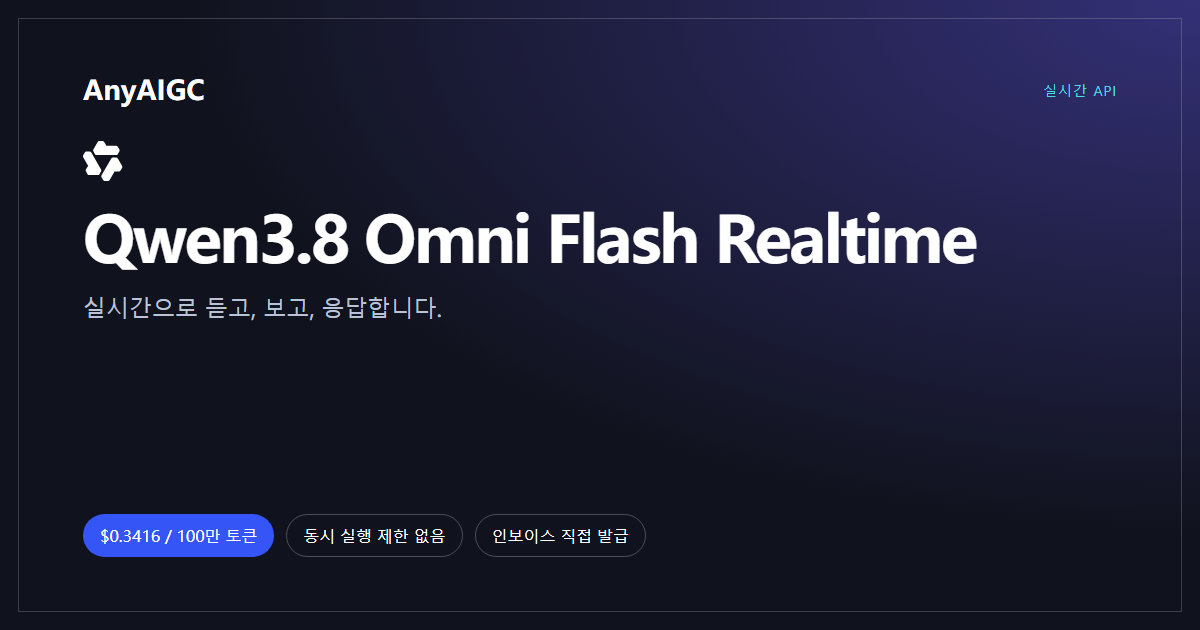 AnyAIGC
실시간 API
Qwen3.8 Omni Flash Realtime
실시간으로 듣고, 보고, 응답합니다.
$0.3416 / 100만 토큰
동시 실행 제한 없음
인보이스 직접 발급